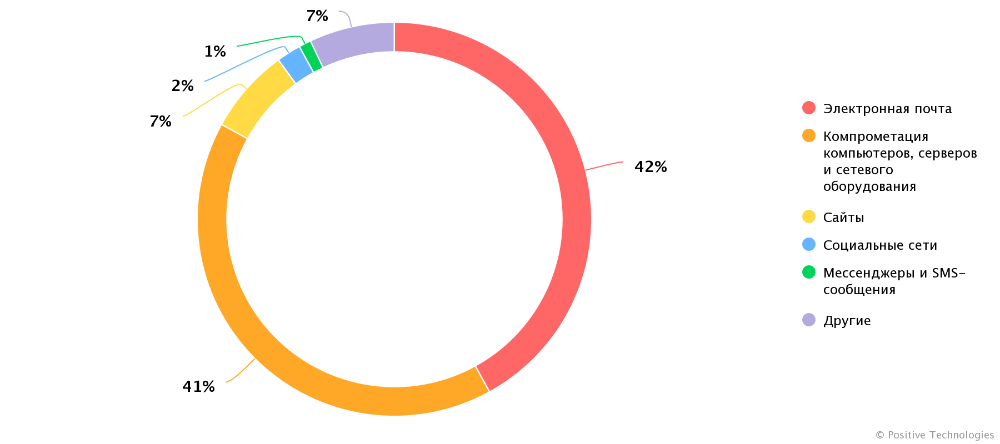 7%
1%
2%
7%
42%
41%
Электронная почта
Компрометация
компьютеров, серверов
и сетевого
оборудования
Сайты
Социальные сети
Мессенджеры и SMS-
сообщения
Другие
© Positive Technologies